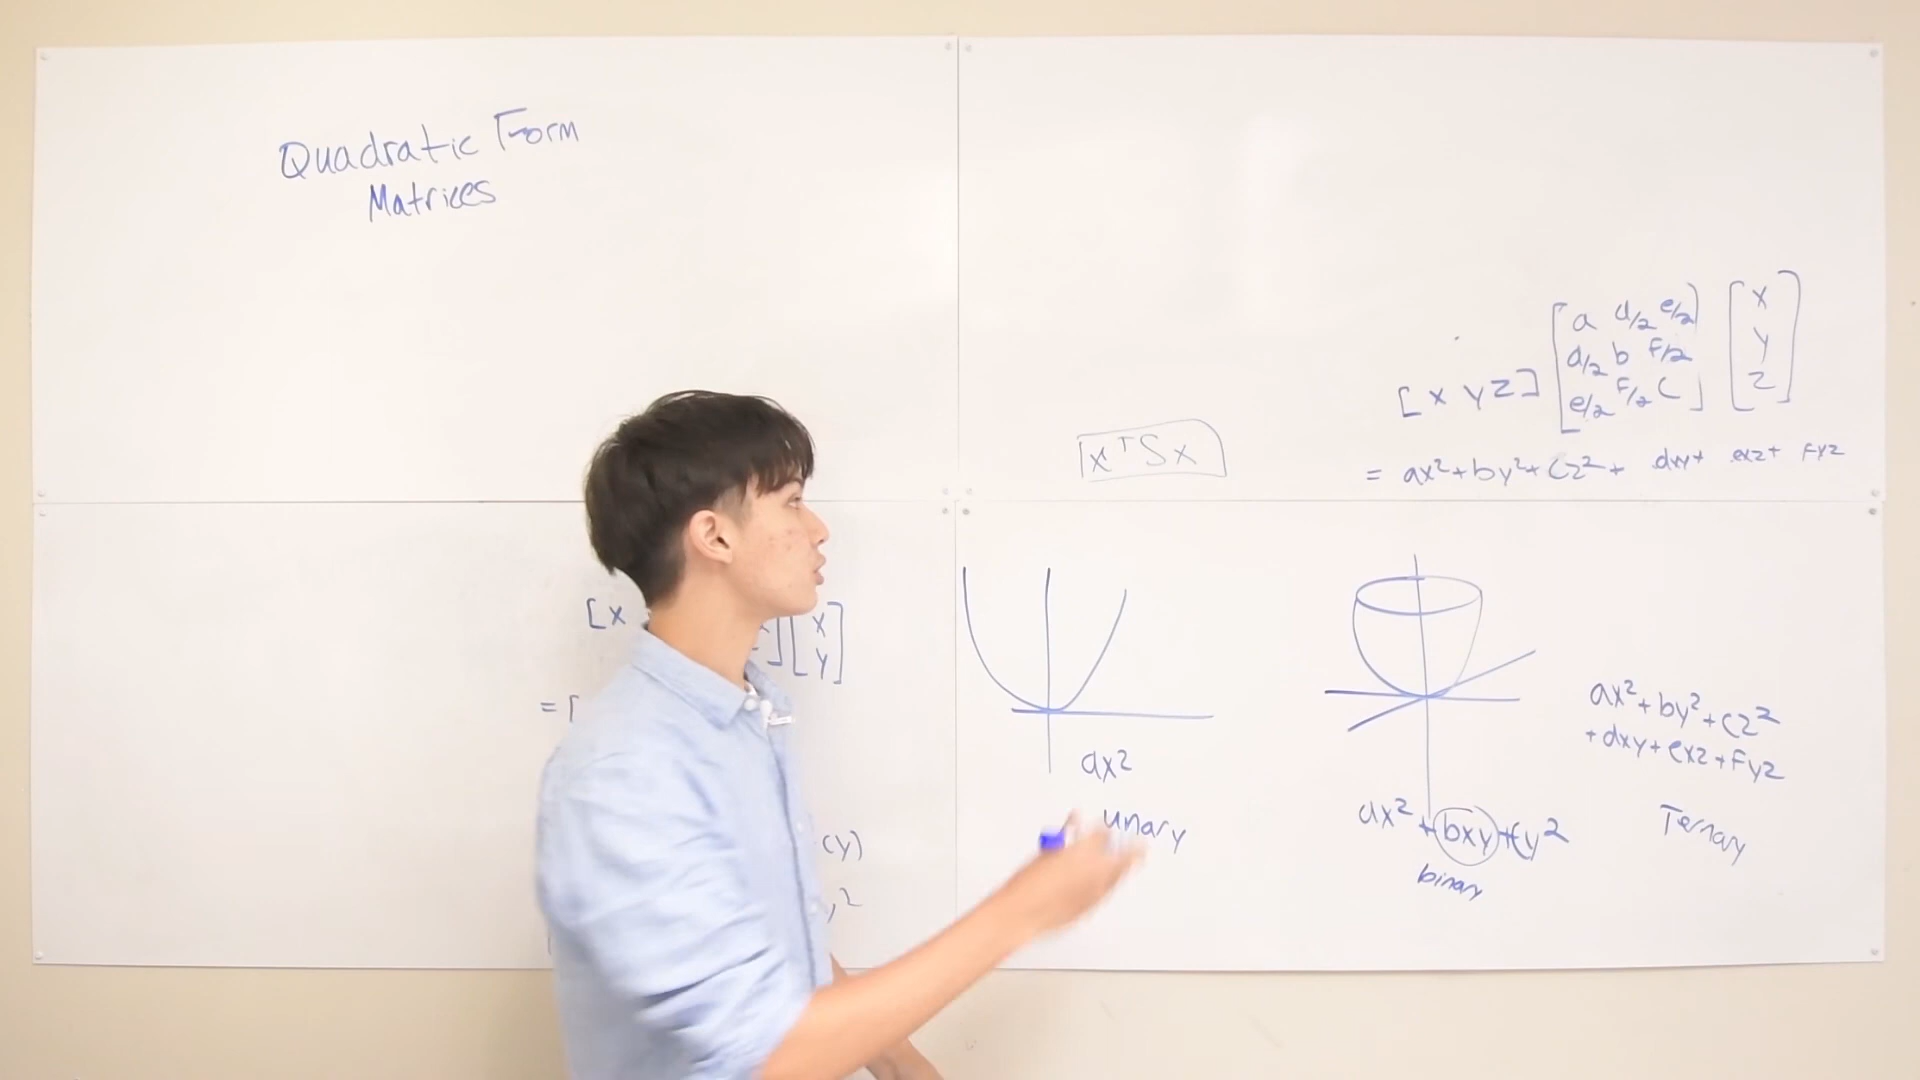 Quadratic Form
Matrices
[x y z] [a d/2 e/2 d/2 b f/2 e/2 f/2 c] [x y z]
= ax²+by²+cz²+ dxy+ exz+ fyz
xᵀSx
[x
][x y]
= [
(y)
ax²
unary
ax²+bxy+cy²
binary
ax²+by²+cz²
+dxy+exz+fyz
Ternary